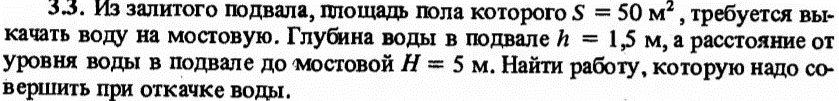 3.3. Из залитого подвала, площадь пола которого S = 50 м², требуется вы-
качать воду на мостовую. Глубина воды в подвале h = 1,5 м, а расстояние от
уровня воды в подвале до мостовой H = 5 м. Найти работу, которую надо со-
вершить при откачке воды.